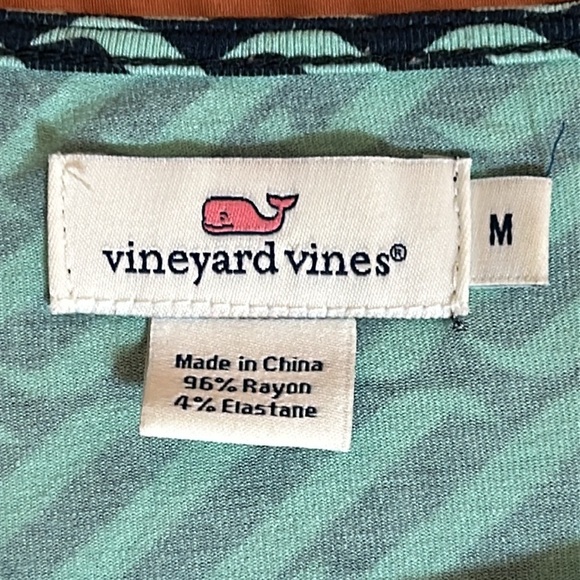 vineyard vines®
M
Made in China
96% Rayon
4% Elastane